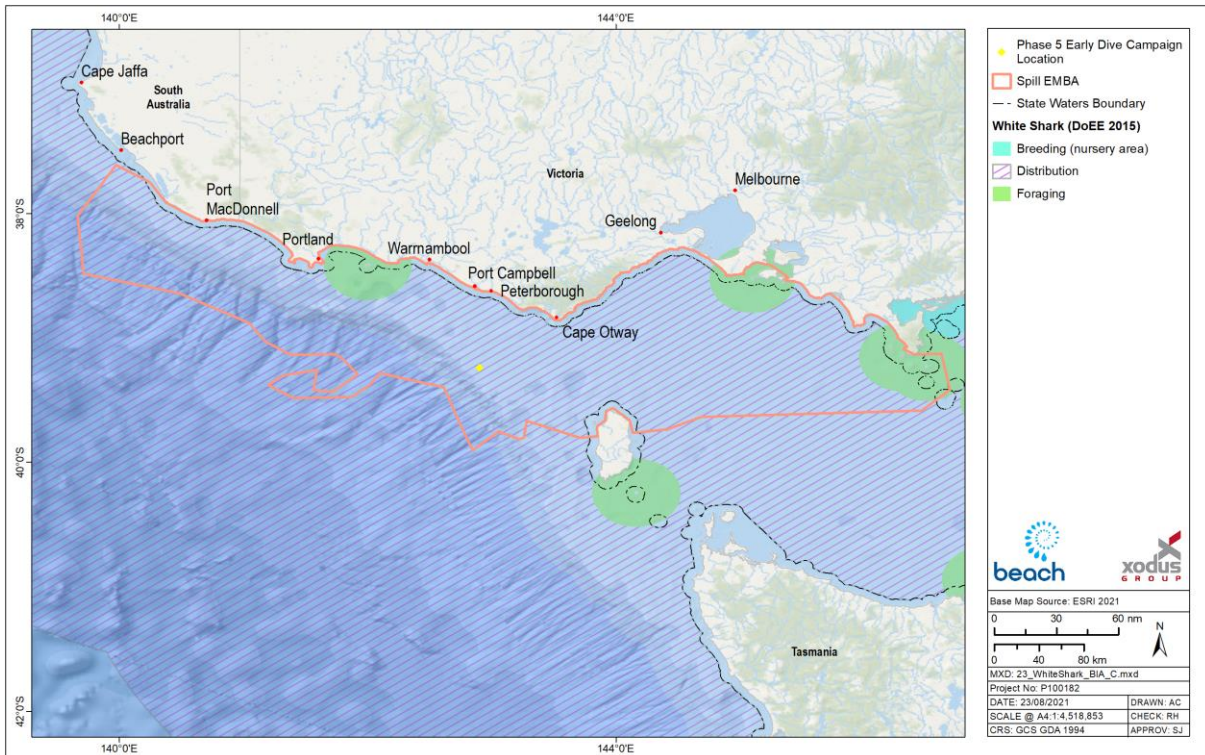 140°0'E
144°0'E
38°0'S
40°0'S
42°0'S
Cape Jaffa
South
Australia
Beachport
Port
MacDonnell
Portland
Warrnambool
Port Campbell
Peterborough
Cape Otway
Victoria
Geelong
Melbourne
Tasmania
140°0'E
144°0'E
Phase 5 Early Dive Campaign
Location
Spill EMBA
State Waters Boundary
White Shark (DoEE 2015)
Breeding (nursery area)
Distribution
Foraging
beach
xodus
GROUP
Base Map Source: ESRI 2021
0 30 60 nm
N
0 40 80 km
MXD: 23_WhiteShark_BIA_C.mxd
Project No: P100182
DATE: 23/08/2021 DRAWN: AC
SCALE @ A4:1:4,518,853 CHECK: RH
CRS: GCS GDA 1994 APPROV: SJ